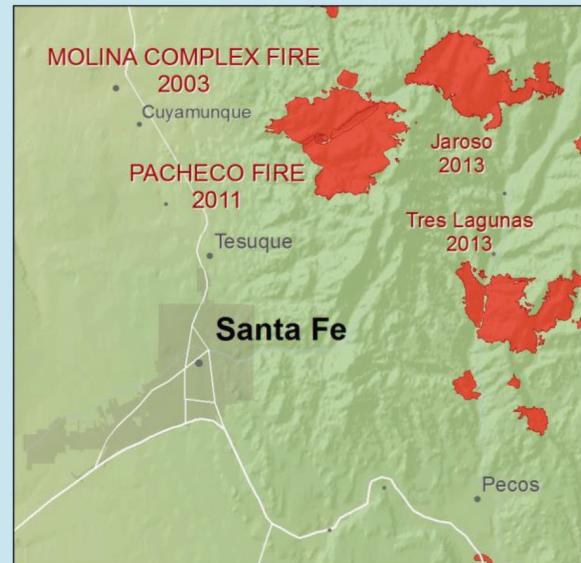 MOLINA COMPLEX FIRE
2003
Cuyamunque
Jaroso
2013
PACHECO FIRE
2011
Tres Lagunas
2013
Tesuque
Santa Fe
Pecos